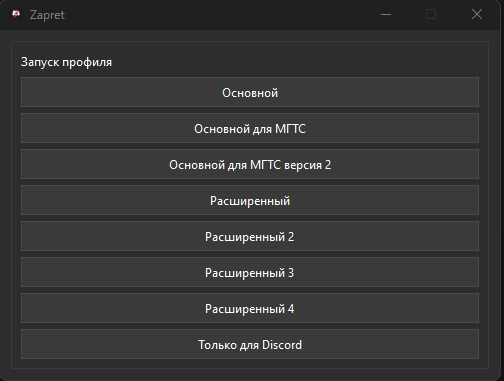 Zapret
Запуск профиля
Основной
Основной для МГТС
Основной для МГТС версия 2
Расширенный
Расширенный 2
Расширенный 3
Расширенный 4
Только для Discord